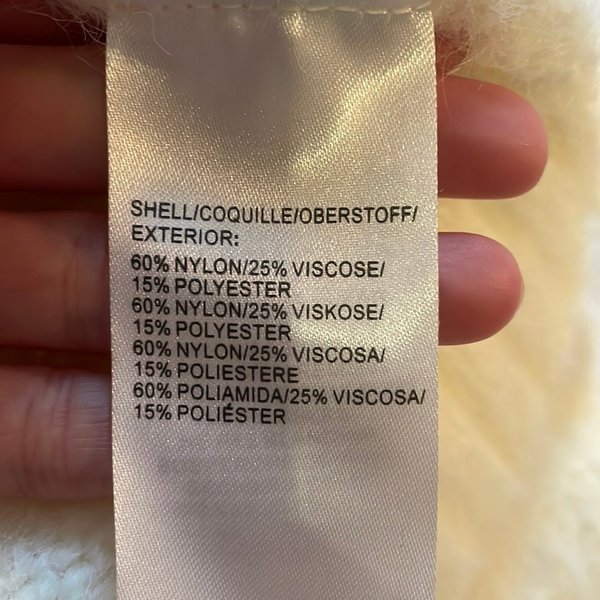 SHELL/COQUILLE/OBERSTOFF/
EXTERIOR:
60% NYLON/25% VISCOSE/
15% POLYESTER
60% NYLON/25% VISKOSE/
15% POLYESTER
60% NYLON/25% VISCOSA/
15% POLIESTERE
60% POLIAMIDA/25% VISCOSA/
15% POLIÉSTER